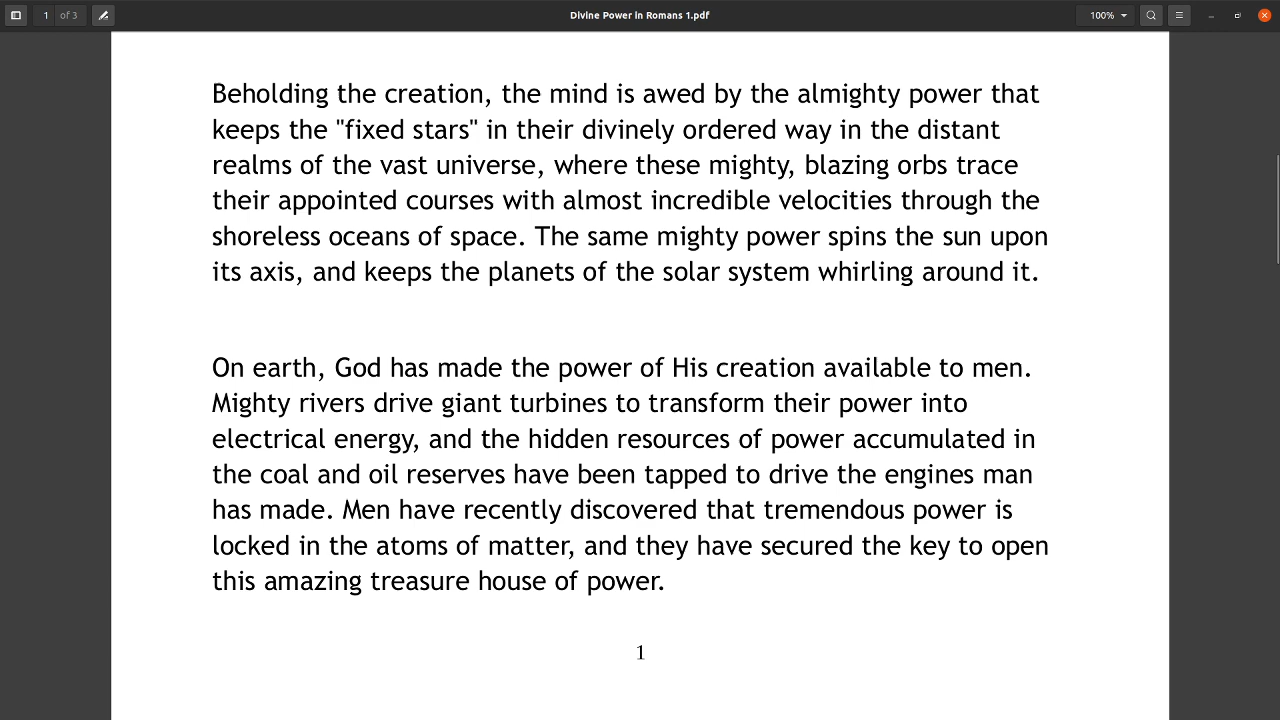 1 of 3
Divine Power in Romans 1.pdf
100%
Beholding the creation, the mind is awed by the almighty power that
keeps the "fixed stars" in their divinely ordered way in the distant
realms of the vast universe, where these mighty, blazing orbs trace
their appointed courses with almost incredible velocities through the
shoreless oceans of space. The same mighty power spins the sun upon
its axis, and keeps the planets of the solar system whirling around it.
On earth, God has made the power of His creation available to men.
Mighty rivers drive giant turbines to transform their power into
electrical energy, and the hidden resources of power accumulated in
the coal and oil reserves have been tapped to drive the engines man
has made. Men have recently discovered that tremendous power is
locked in the atoms of matter, and they have secured the key to open
this amazing treasure house of power.
1